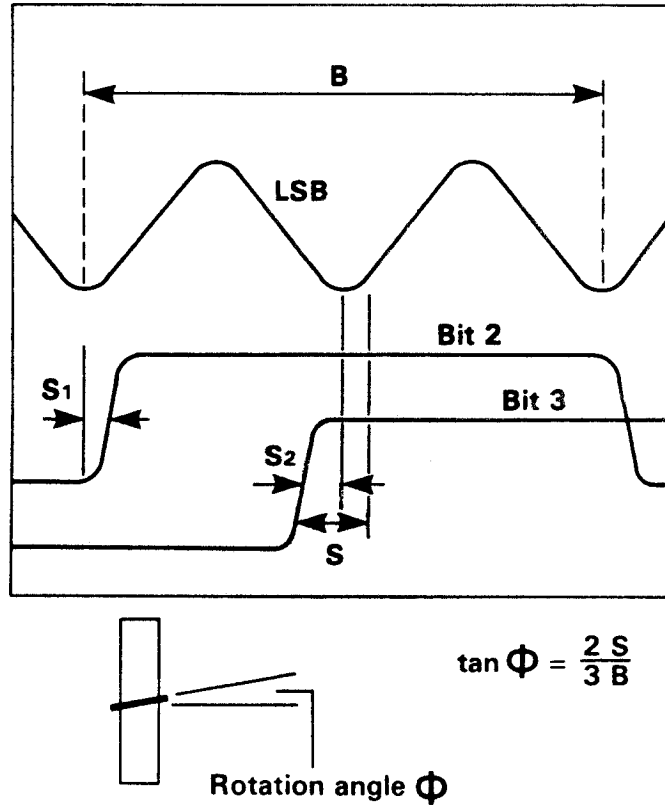 B
LSB
Bit 2
S1
Bit 3
S2
S
tan Φ = 2 S / 3 B
Rotation angle Φ